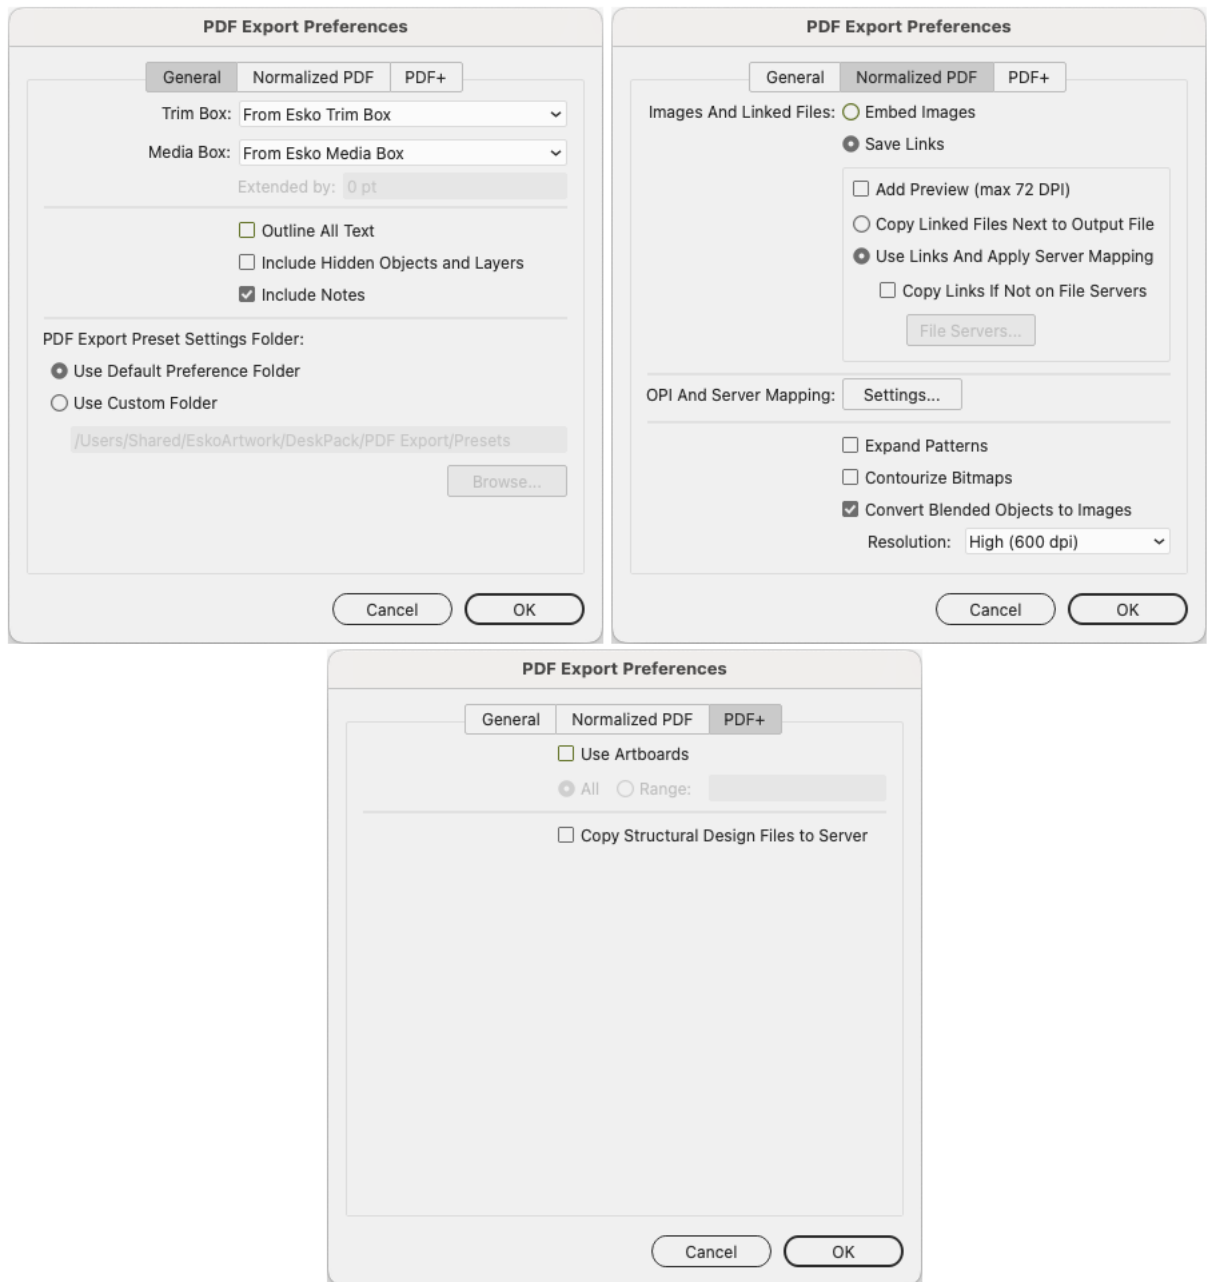 PDF Export Preferences
General Normalized PDF PDF+
Trim Box: From Esko Trim Box
Media Box: From Esko Media Box
Extended by: 0 pt
Outline All Text
Include Hidden Objects and Layers
Include Notes
PDF Export Preset Settings Folder:
Use Default Preference Folder
Use Custom Folder
/Users/Shared/EskoArtwork/DeskPack/PDF Export/Presets
Browse...
Cancel OK
PDF Export Preferences
General Normalized PDF PDF+
Images And Linked Files: Embed Images
Save Links
Add Preview (max 72 DPI)
Copy Linked Files Next to Output File
Use Links And Apply Server Mapping
Copy Links If Not on File Servers
File Servers...
OPI And Server Mapping: Settings...
Expand Patterns
Contourize Bitmaps
Convert Blended Objects to Images
Resolution: High (600 dpi)
Cancel OK
PDF Export Preferences
General Normalized PDF PDF+
Use Artboards
All Range:
Copy Structural Design Files to Server
Cancel OK